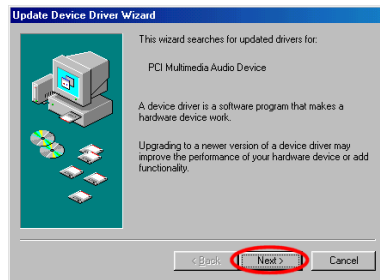 Update Device Driver Wizard
This wizard searches for updated drivers for:
PCI Multimedia Audio Device
A device driver is a software program that makes a
hardware device work.
Upgrading to a newer version of a device driver may
improve the performance of your hardware device or add
functionality.
< Back
Next >
Cancel